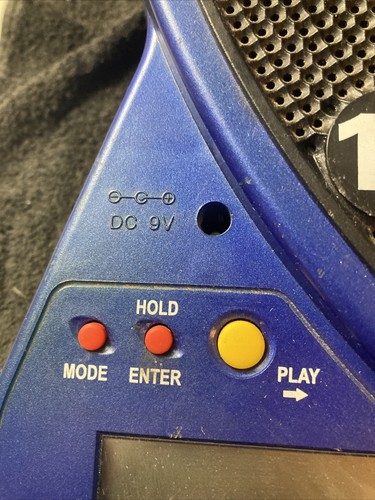 1
DC 9V
HOLD
MODE ENTER PLAY